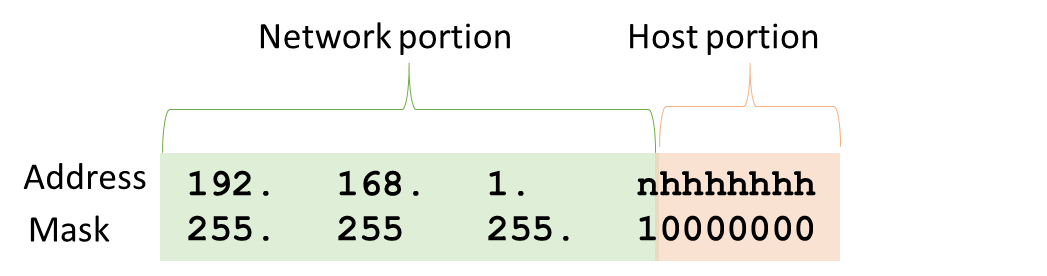 Network portion Host portion
Address 192. 168. 1. nhhhhhhh
Mask 255. 255 255. 10000000